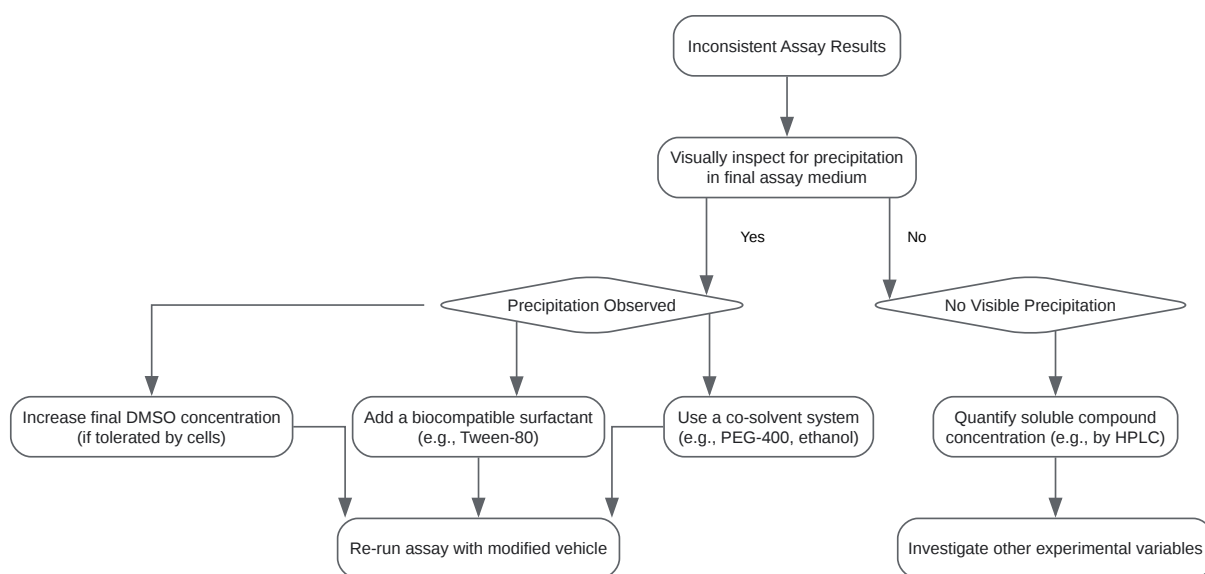 Inconsistent Assay Results
Visually inspect for precipitation
in final assay medium
Yes
No
Precipitation Observed
No Visible Precipitation
Increase final DMSO concentration
(if tolerated by cells)
Add a biocompatible surfactant
(e.g., Tween-80)
Use a co-solvent system
(e.g., PEG-400, ethanol)
Quantify soluble compound
concentration (e.g., by HPLC)
Re-run assay with modified vehicle
Investigate other experimental variables